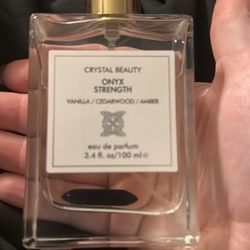 CRYSTAL BEAUTY
ONYX
STRENGTH
VANILLA / CEDARWOOD / AMBER
eau de parfum
3.4 fl. oz/100 ml ℮